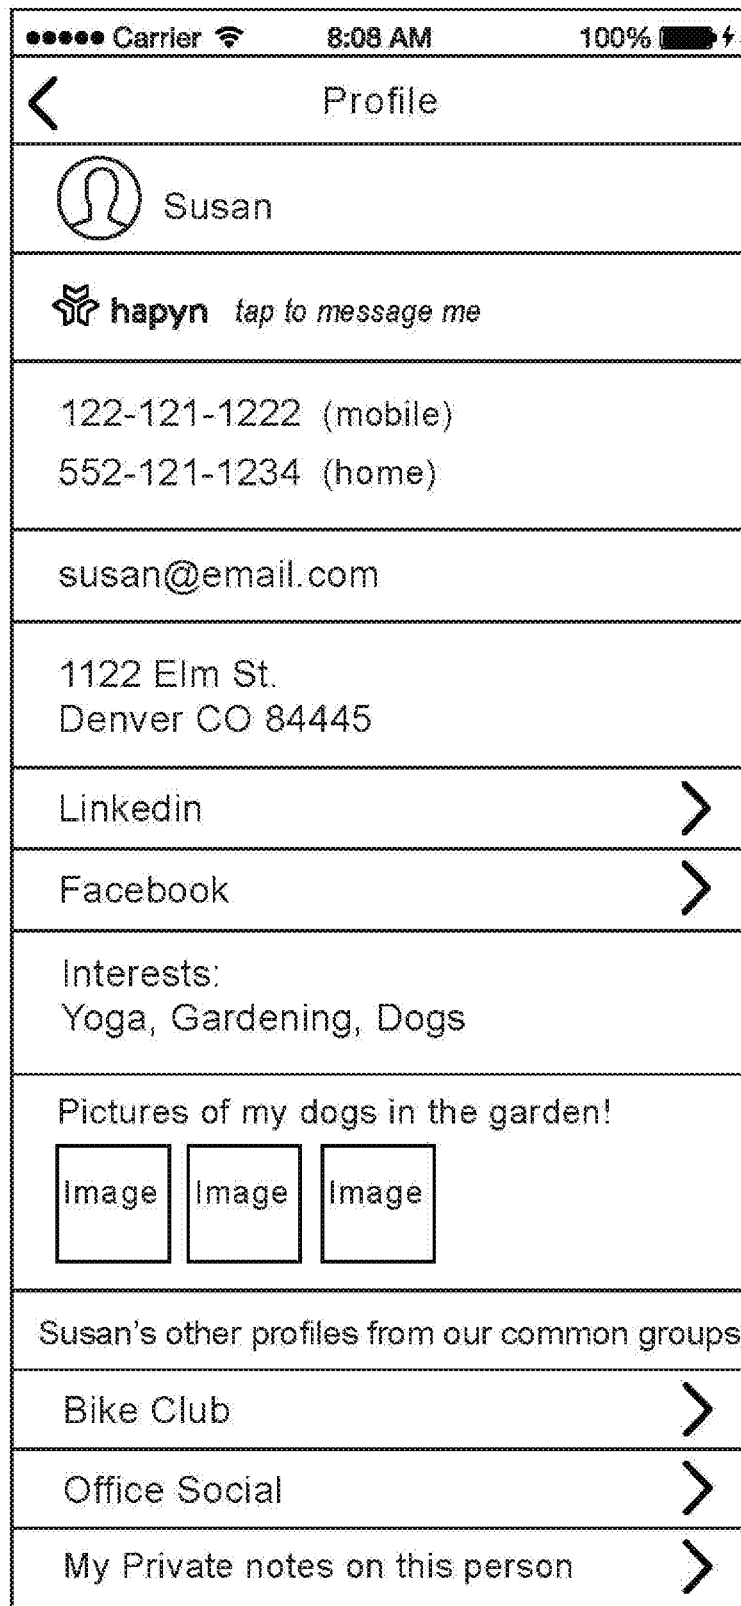 Carrier 8:08 AM 100%
Profile
Susan
hapyn tap to message me
122-121-1222 (mobile)
552-121-1234 (home)
susan@email.com
1122 Elm St.
Denver CO 84445
Linkedin
Facebook
Interests:
Yoga, Gardening, Dogs
Pictures of my dogs in the garden!
Image Image Image
Susan's other profiles from our common groups
Bike Club
Office Social
My Private notes on this person